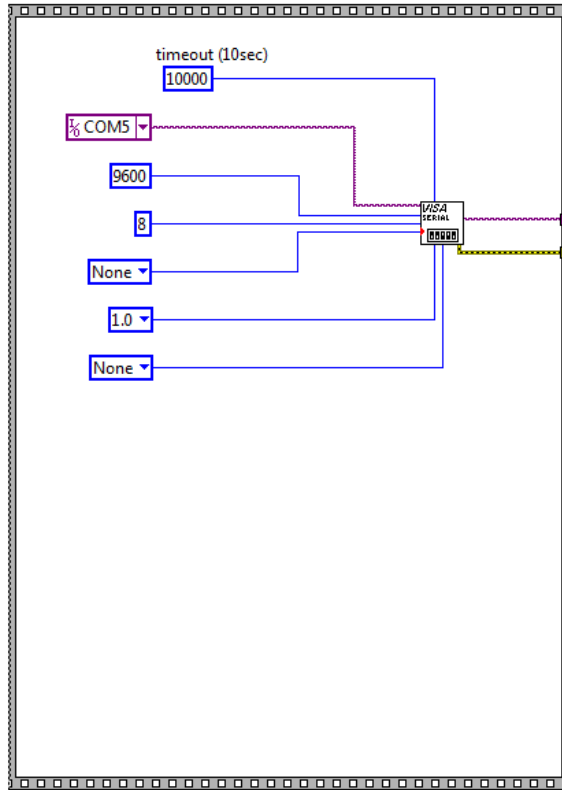 timeout (10sec)
10000
I/O COM5
9600
VISA
SERIAL
8
None
1.0
None